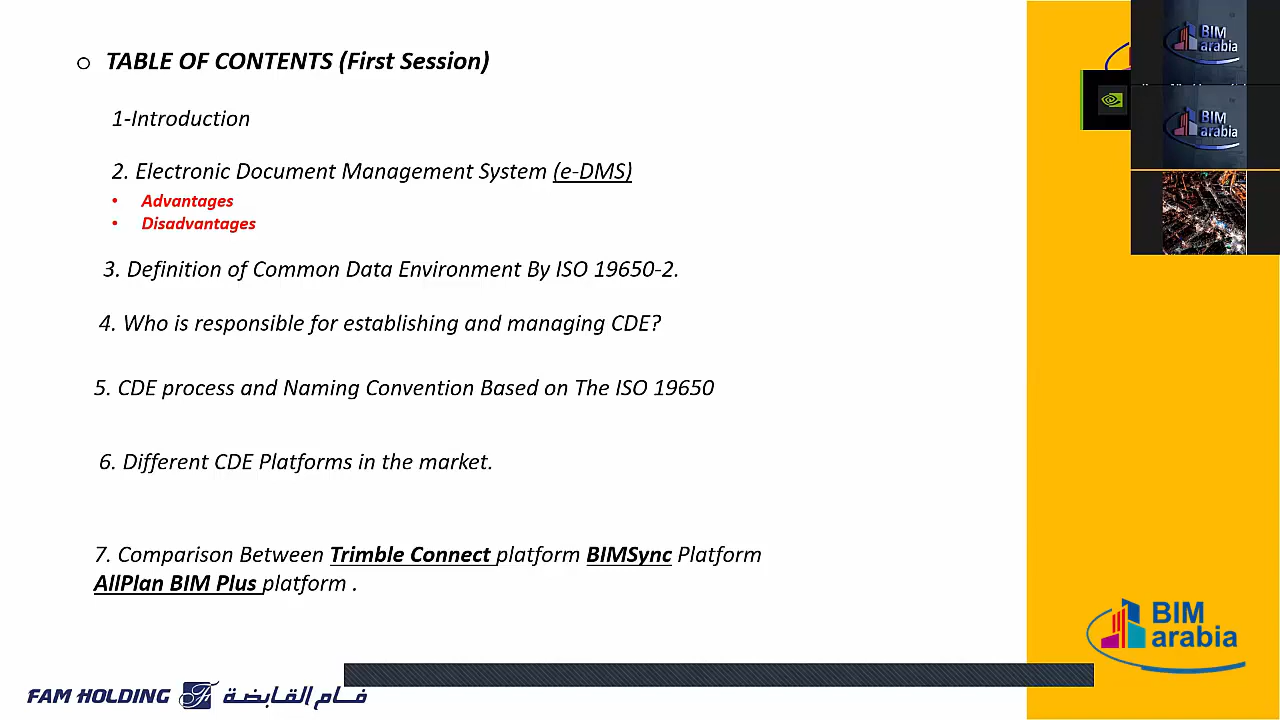 TABLE OF CONTENTS (First Session)
1-Introduction
2. Electronic Document Management System (e-DMS)
• Advantages
• Disadvantages
3. Definition of Common Data Environment By ISO 19650-2.
4. Who is responsible for establishing and managing CDE?
5. CDE process and Naming Convention Based on The ISO 19650
6. Different CDE Platforms in the market.
7. Comparison Between Trimble Connect platform BIMSync Platform
AllPlan BIM Plus platform .
BIM
arabia
BIM
arabia
BIM
arabia
FAM HOLDING فام القابضة